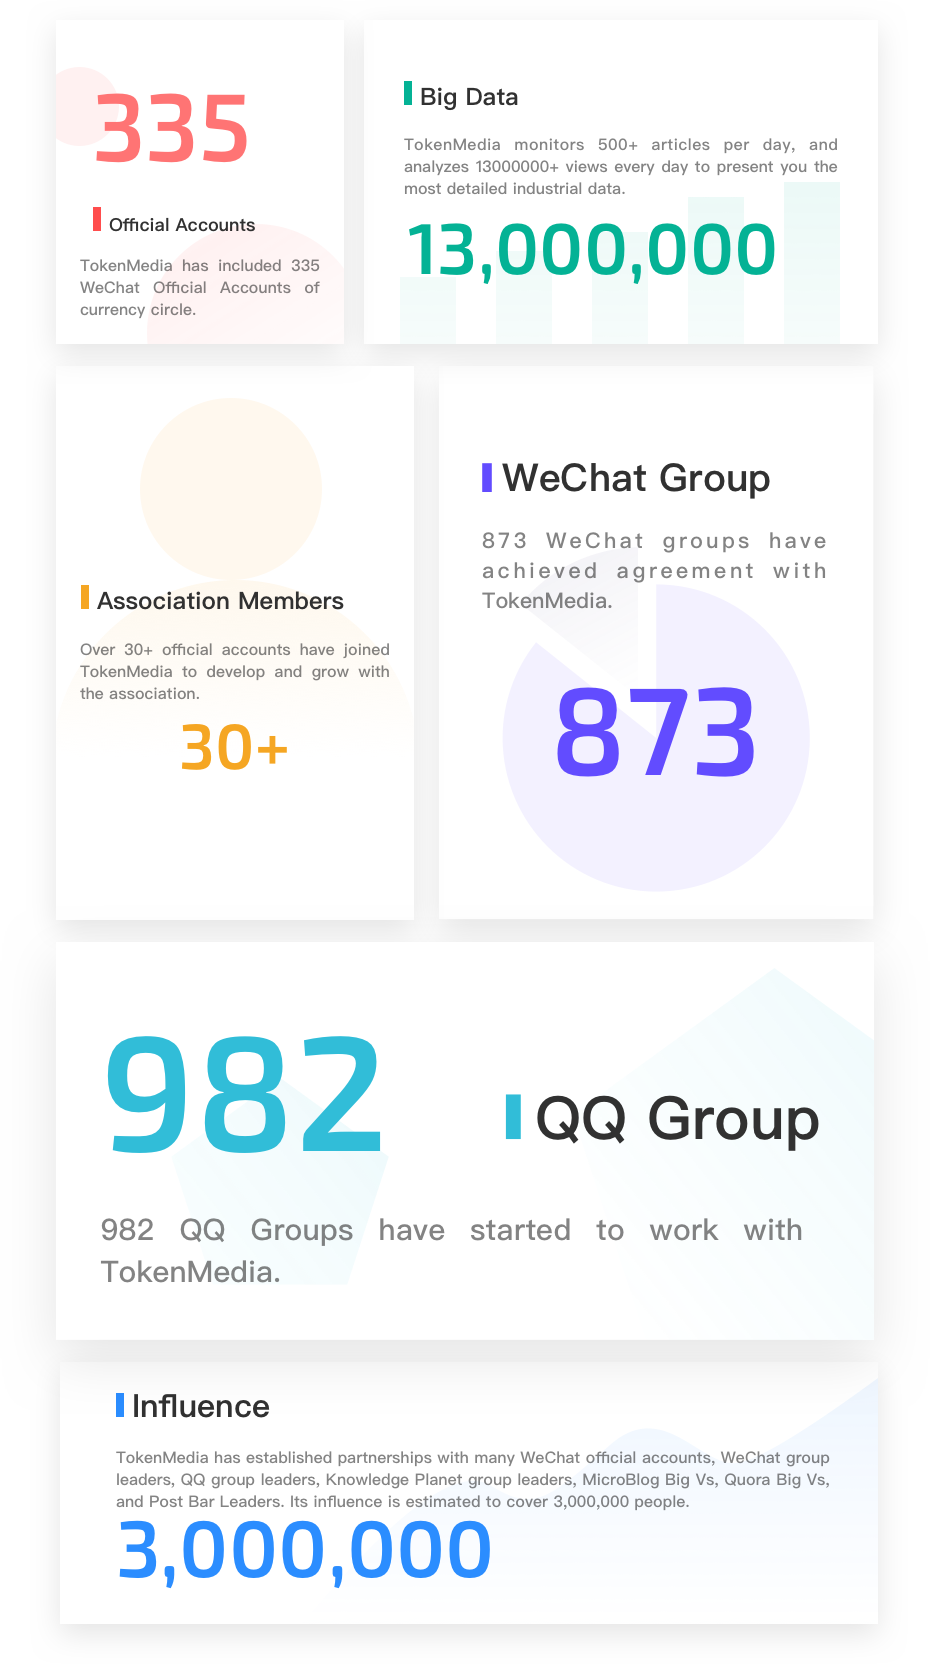 335
Official Accounts
TokenMedia has included 335
WeChat Official Accounts of
currency circle.
Big Data
TokenMedia monitors 500+ articles per day, and
analyzes 13000000+ views every day to present you the
most detailed industrial data.
13,000,000
Association Members
Over 30+ official accounts have joined
TokenMedia to develop and grow with
the association.
30+
WeChat Group
873 WeChat groups have
achieved agreement with
TokenMedia.
873
982
QQ Group
982 QQ Groups have started to work with
TokenMedia.
Influence
TokenMedia has established partnerships with many WeChat official accounts, WeChat group
leaders, QQ group leaders, Knowledge Planet group leaders, MicroBlog Big Vs, Quora Big Vs,
and Post Bar Leaders. Its influence is estimated to cover 3,000,000 people.
3,000,000